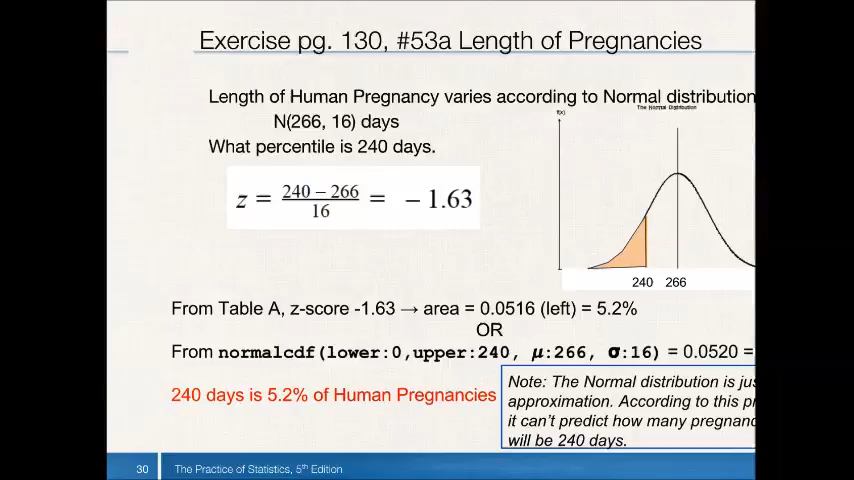 Exercise pg. 130, #53a Length of Pregnancies
Length of Human Pregnancy varies according to Normal distribution
N(266, 16) days
What percentile is 240 days.
z = (240 − 266)/16 = − 1.63
The Normal Distribution
f(x)
240 266
From Table A, z-score -1.63 → area = 0.0516 (left) = 5.2%
OR
From normalcdf(lower:0,upper:240, μ:266, σ:16) = 0.0520 =
240 days is 5.2% of Human Pregnancies
Note: The Normal distribution is
approximation. According to this
it can't predict how many
will be 240 days.
30 The Practice of Statistics, 5th Edition